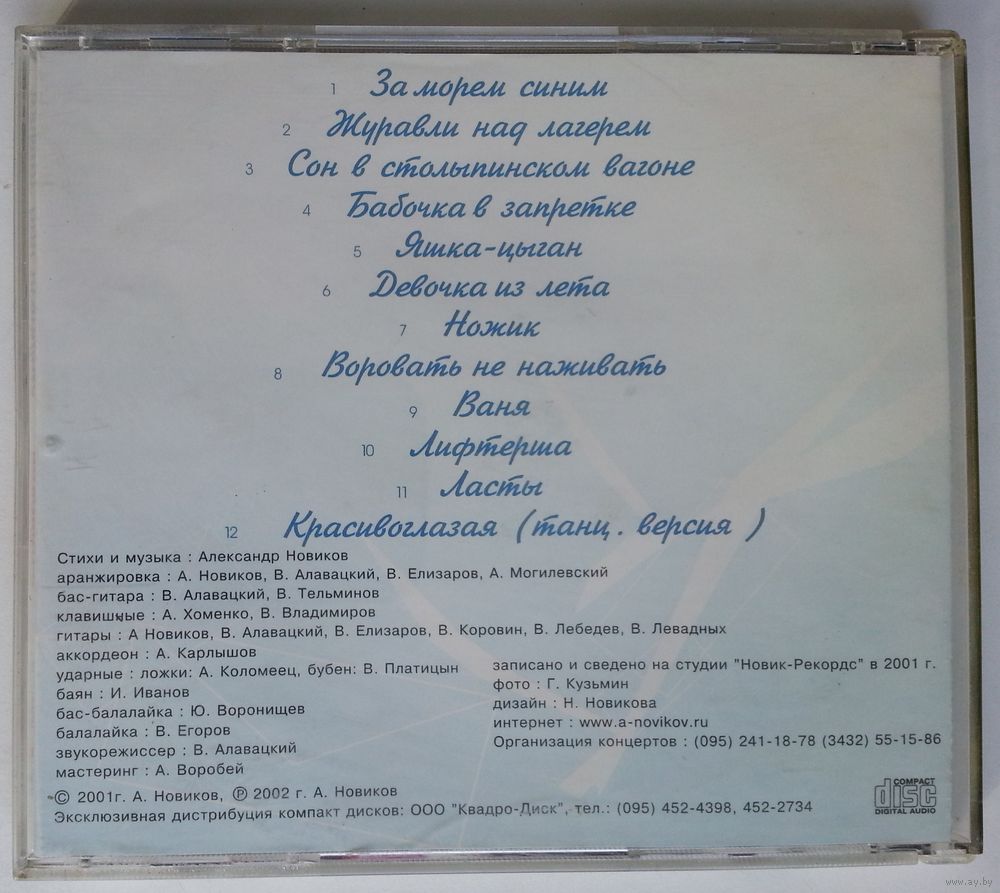 1 За морем синим
2 Журавли над лагерем
3 Сон в столыпинском вагоне
4 Бабочка в запретке
5 Яшка-цыган
6 Девочка из лета
7 Ножик
8 Воровать не наживать
9 Ваня
10 Лифтерша
11 Ласты
12 Красивоглазая (танц. версия )
Стихи и музыка : Александр Новиков
аранжировка : А. Новиков, В. Алавацкий, В. Елизаров, А. Могилевский
бас-гитара : В. Алавацкий, В. Тельминов
клавишные : А. Хоменко, В. Владимиров
гитары : А Новиков, В. Алавацкий, В. Елизаров, В. Коровин, В. Лебедев, В. Левадных
аккордеон : А. Карлышов
ударные : ложки: А. Коломеец, бубен: В. Платицын
баян : И. Иванов
бас-балалайка : Ю. Воронищев
балалайка : В. Егоров
звукорежиссер : В. Алавацкий
мастеринг : А. Воробей
записано и сведено на студии "Новик-Рекордс" в 2001 г.
фото : Г. Кузьмин
дизайн : Н. Новикова
интернет : www.a-novikov.ru
Организация концертов : (095) 241-18-78 (3432) 55-15-86
© 2001г. А. Новиков, ℗ 2002 г. А. Новиков
Эксклюзивная дистрибуция компакт дисков: ООО "Квадро-Диск", тел.: (095) 452-4398, 452-2734
COMPACT
disc
DIGITAL AUDIO
www.ay.by